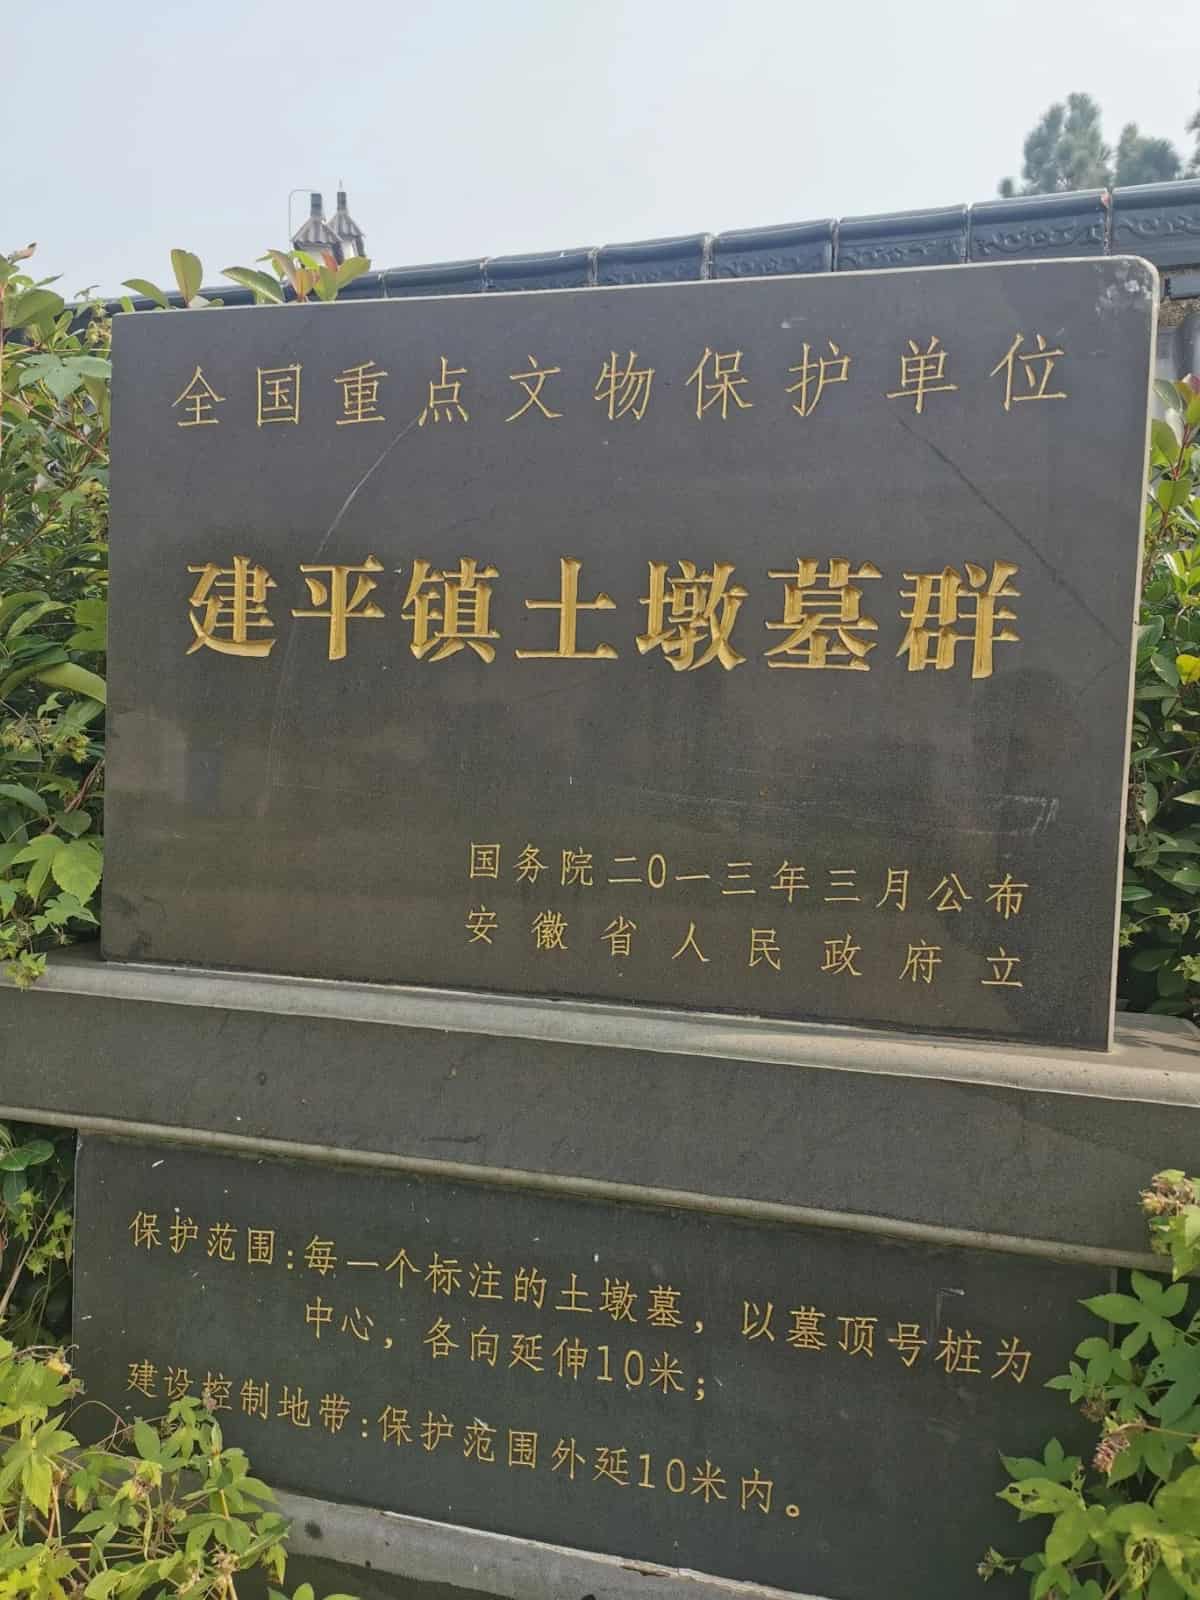 全国重点文物保护单位
建平镇土墩墓群
国务院二0一三年三月公布
安徽省人民政府立
保护范围:每一个标注的土墩墓，以墓顶号桩为
中心，各向延伸10米；
建设控制地带:保护范围外延10米内。